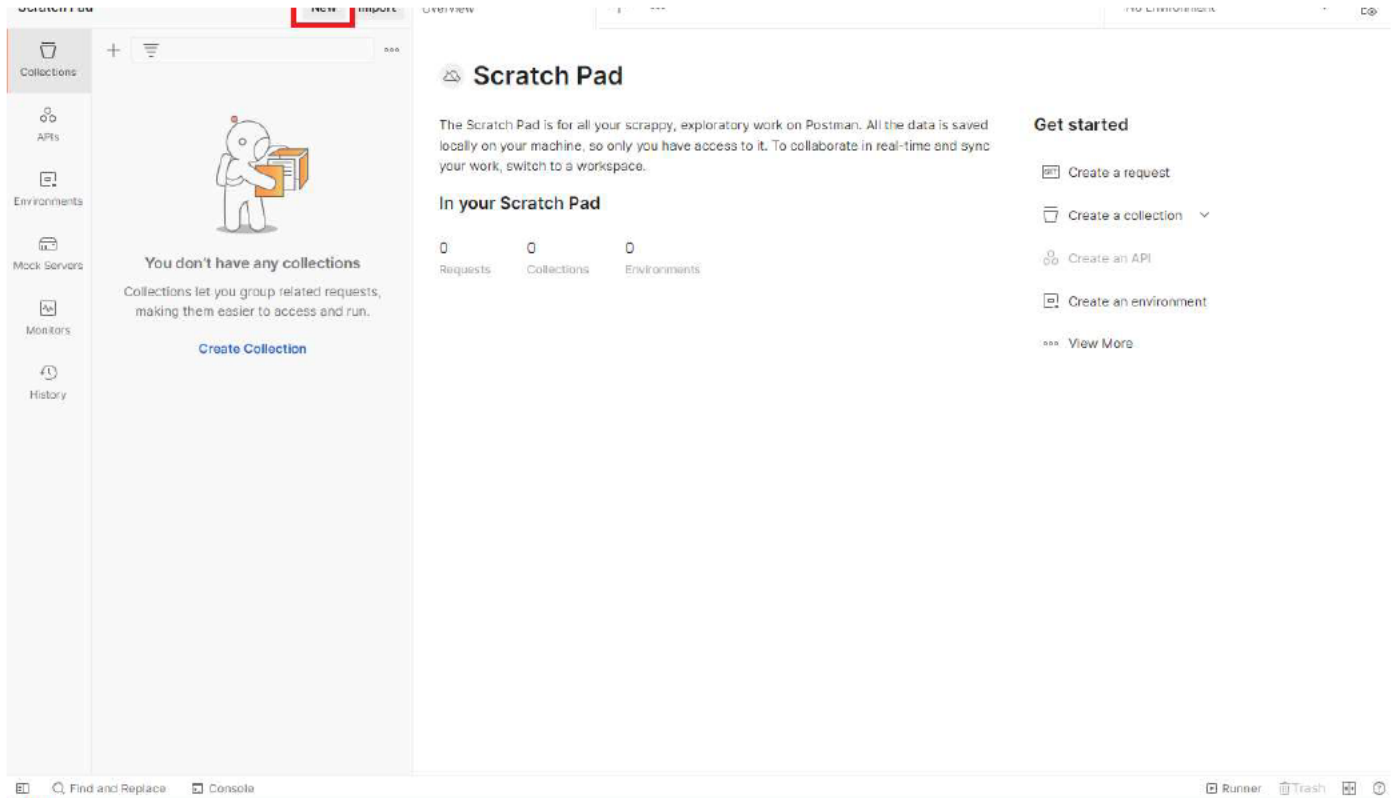 Scratch Pad New Import Overview No Environment
Collections
APIs
Environments
Mock Servers
Monitors
History
You don't have any collections
Collections let you group related requests,
making them easier to access and run.
Create Collection
Scratch Pad
The Scratch Pad is for all your scrappy, exploratory work on Postman. All the data is saved
locally on your machine, so only you have access to it. To collaborate in real-time and sync
your work, switch to a workspace.
In your Scratch Pad
0 0 0
Requests Collections Environments
Get started
GET Create a request
Create a collection
Create an API
Create an environment
View More
Find and Replace Console Runner Trash